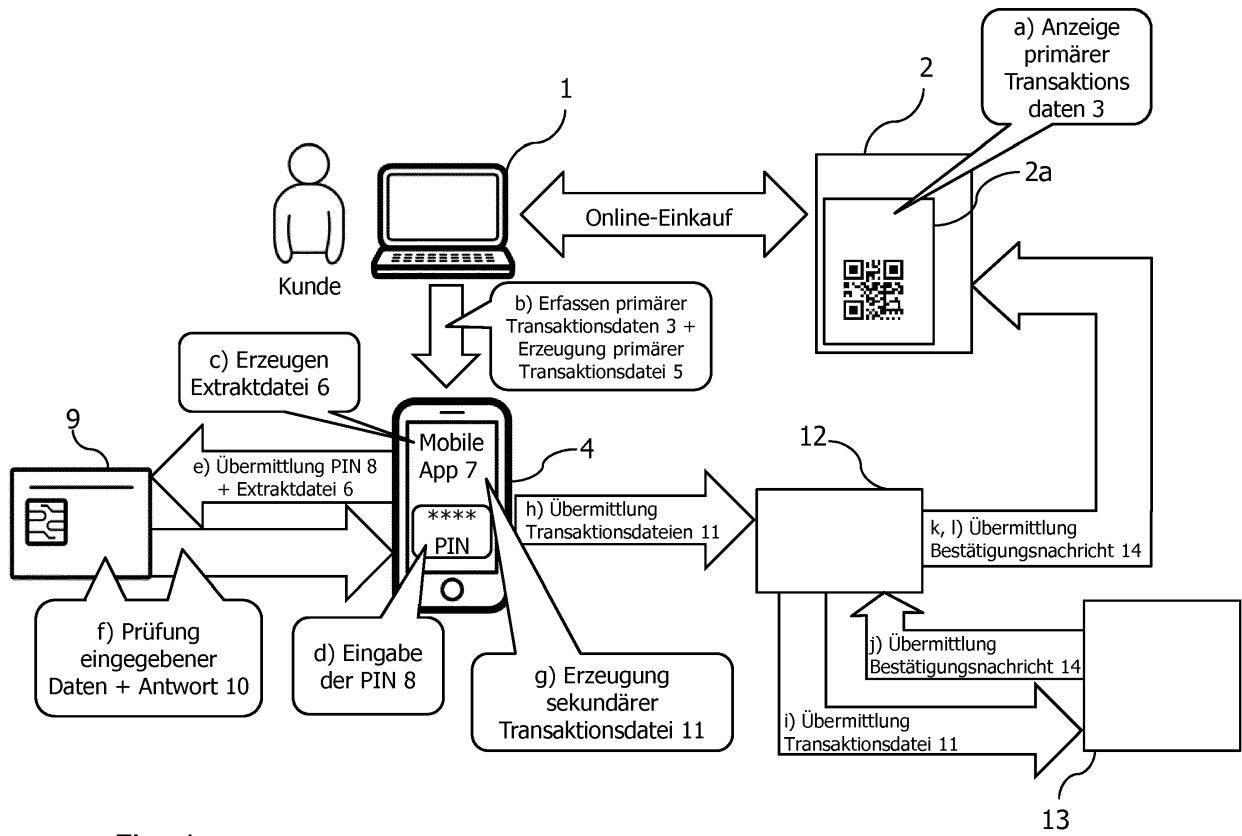 a) Anzeige
primärer
Transaktions
daten 3
1
2
2a
Online-Einkauf
Kunde
b) Erfassen primärer
Transaktionsdaten 3 +
Erzeugung primärer
Transaktionsdatei 5
c) Erzeugen
Extraktdatei 6
9
Mobile
App 7
4
12
e) Übermittlung PIN 8
+ Extraktdatei 6
****
PIN
h) Übermittlung
Transaktionsdateien 11
k, l) Übermittlung
Bestätigungsnachricht 14
f) Prüfung
eingegebener
Daten + Antwort 10
d) Eingabe
der PIN 8
g) Erzeugung
sekundärer
Transaktionsdatei 11
j) Übermittlung
Bestätigungsnachricht 14
i) Übermittlung
Transaktionsdatei 11
13